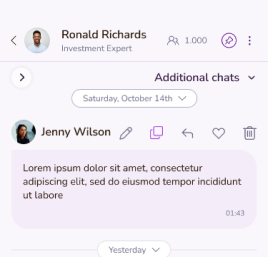 Ronald Richards
Investment Expert
1.000
Additional chats
Saturday, October 14th
Jenny Wilson
Lorem ipsum dolor sit amet, consectetur
adipiscing elit, sed do eiusmod tempor incididunt
ut labore
01:43
Yesterday